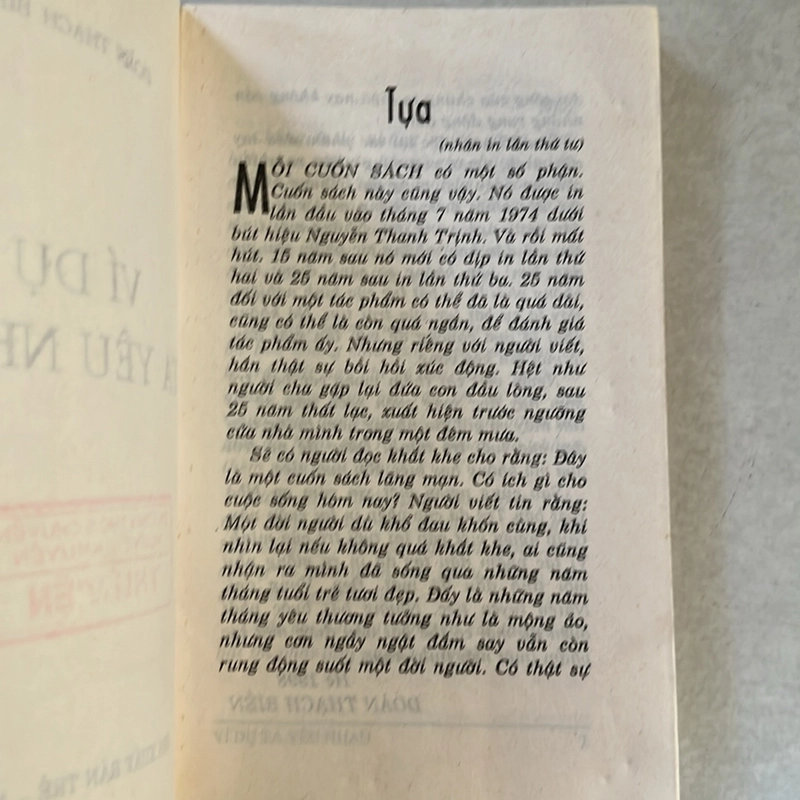 Tựa
(nhân in lần thứ tư)
MỖI CUỐN SÁCH có một số phận.
Cuốn sách này cũng vậy. Nó được in
lần đầu vào tháng 7 năm 1974 dưới
bút hiệu Nguyễn Thanh Trịnh. Và rồi mất
hút. 15 năm sau nó mới có dịp in lần thứ
hai và 25 năm sau in lần thứ ba. 25 năm
đối với một tác phẩm có thể đã là quá dài,
cũng có thể là còn quá ngắn, để đánh giá
tác phẩm ấy. Nhưng riêng với người viết,
hẳn thật sự bồi hồi xúc động. Hệt như
người cha gặp lại đứa con đầu lòng, sau
25 năm thất lạc, xuất hiện trước ngưỡng
cửa nhà mình trong một đêm mưa.
Sẽ có người đọc khắt khe cho rằng: Đây
là một cuốn sách lãng mạn. Có ích gì cho
cuộc sống hôm nay? Người viết tin rằng:
Một đời người dù khổ đau khốn cùng, khi
nhìn lại nếu không quá khắt khe, ai cũng
nhận ra mình đã sống qua những năm
tháng tuổi trẻ tươi đẹp. Đấy là những năm
tháng yêu thương tưởng như là mộng ảo,
nhưng cơn ngầy ngật đắm say vẫn còn
rung động suốt một đời người. Có thật sự
ĐOÀN THẠCH BIỀN